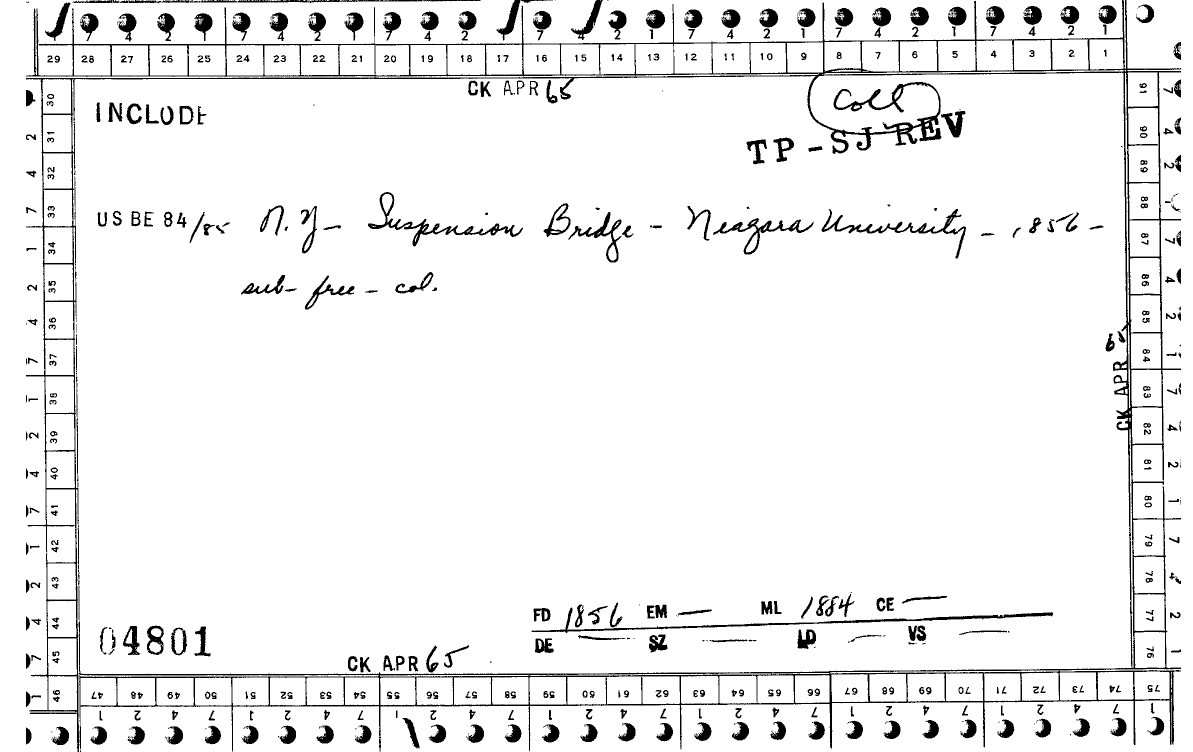 7 4 2 1 7 4 2 1 7 4 2 1 7 4 2 1 7 4 2 1 7 4 2 1 7 4 2 1
29 28 27 26 25 24 23 22 21 20 19 18 17 16 15 14 13 12 11 10 9 8 7 6 5 4 3 2 1
CK APR 65
Coll
INCLUDE
TP-SJ REV
US BE 84/85 N.Y- Suspension Bridge - Niagara University - 1856 -
sub- free - col.
CK APR 65
FD 1856 EM — ML 1884 CE —
DE — SZ — LD — VS —
04801
CK APR 65
30 31 32 33 34 35 36 37 38 39 40 41 42 43 44 45 46
91 90 89 88 87 86 85 84 83 82 81 80 79 78 77 76
47 48 49 50 51 52 53 54 55 56 57 58 59 60 61 62 63 64 65 66 67 68 69 70 71 72 73 74 75
1 2 4 7 1 2 4 7 1 2 4 7 1 2 4 7 1 2 4 7 1 2 4 7 1 2 4 7 1